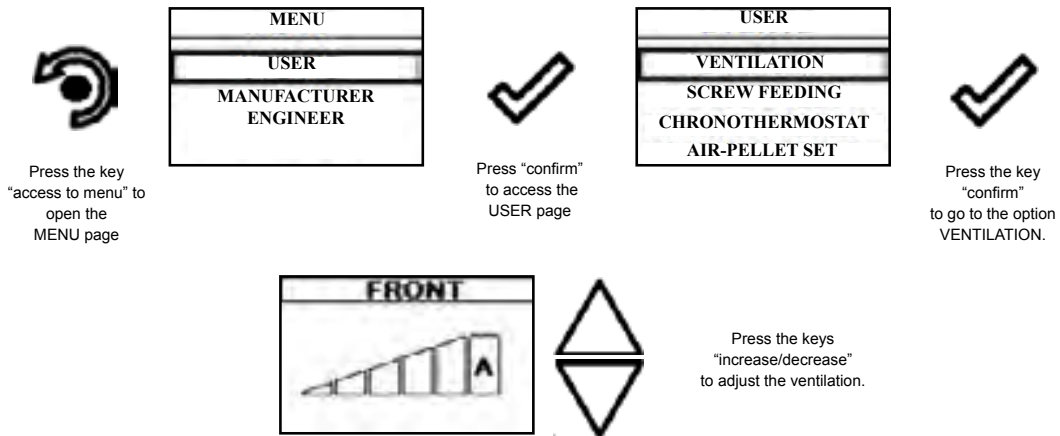 MENU
USER
MANUFACTURER
ENGINEER
Press the key
“access to menu” to
open the
MENU page
Press “confirm”
to access the
USER page
USER
VENTILATION
SCREW FEEDING
CHRONOTHERMOSTAT
AIR-PELLET SET
Press the key
“confirm”
to go to the option
VENTILATION.
FRONT
A
Press the keys
“increase/decrease”
to adjust the ventilation.